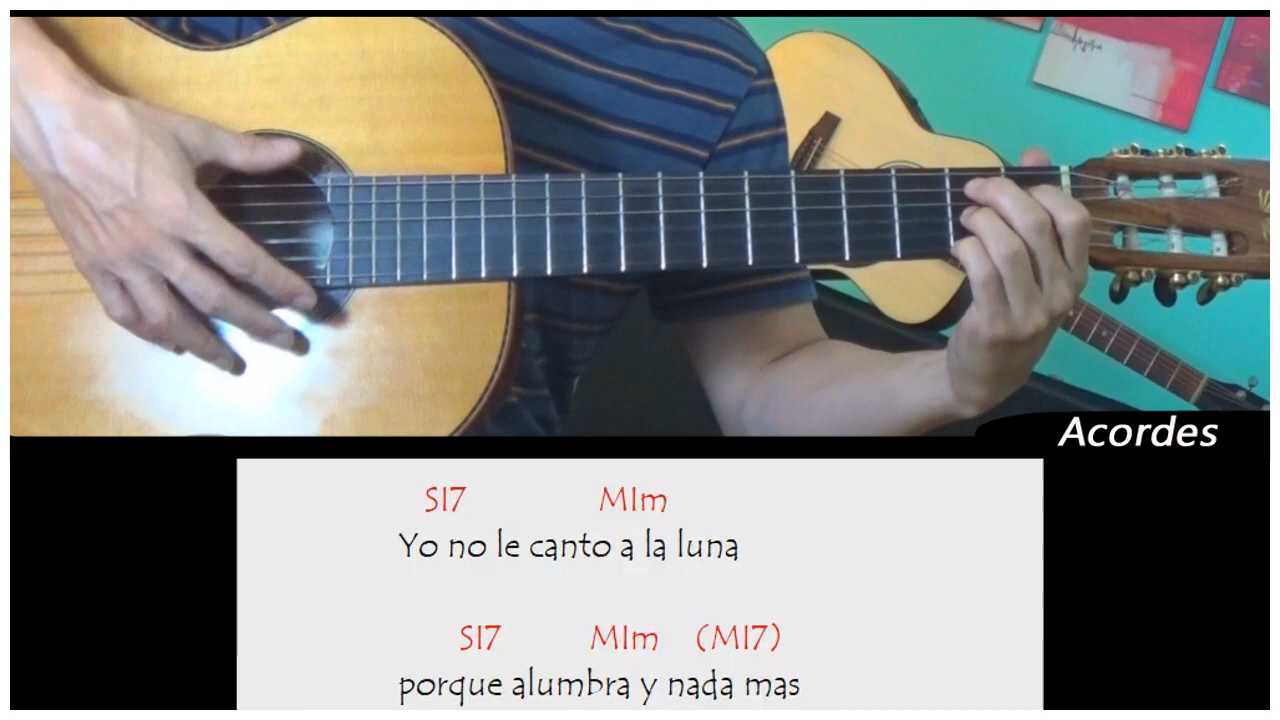 Acordes
SI7 MIm
Yo no le canto a la luna
SI7 MIm (MI7)
porque alumbra y nada mas